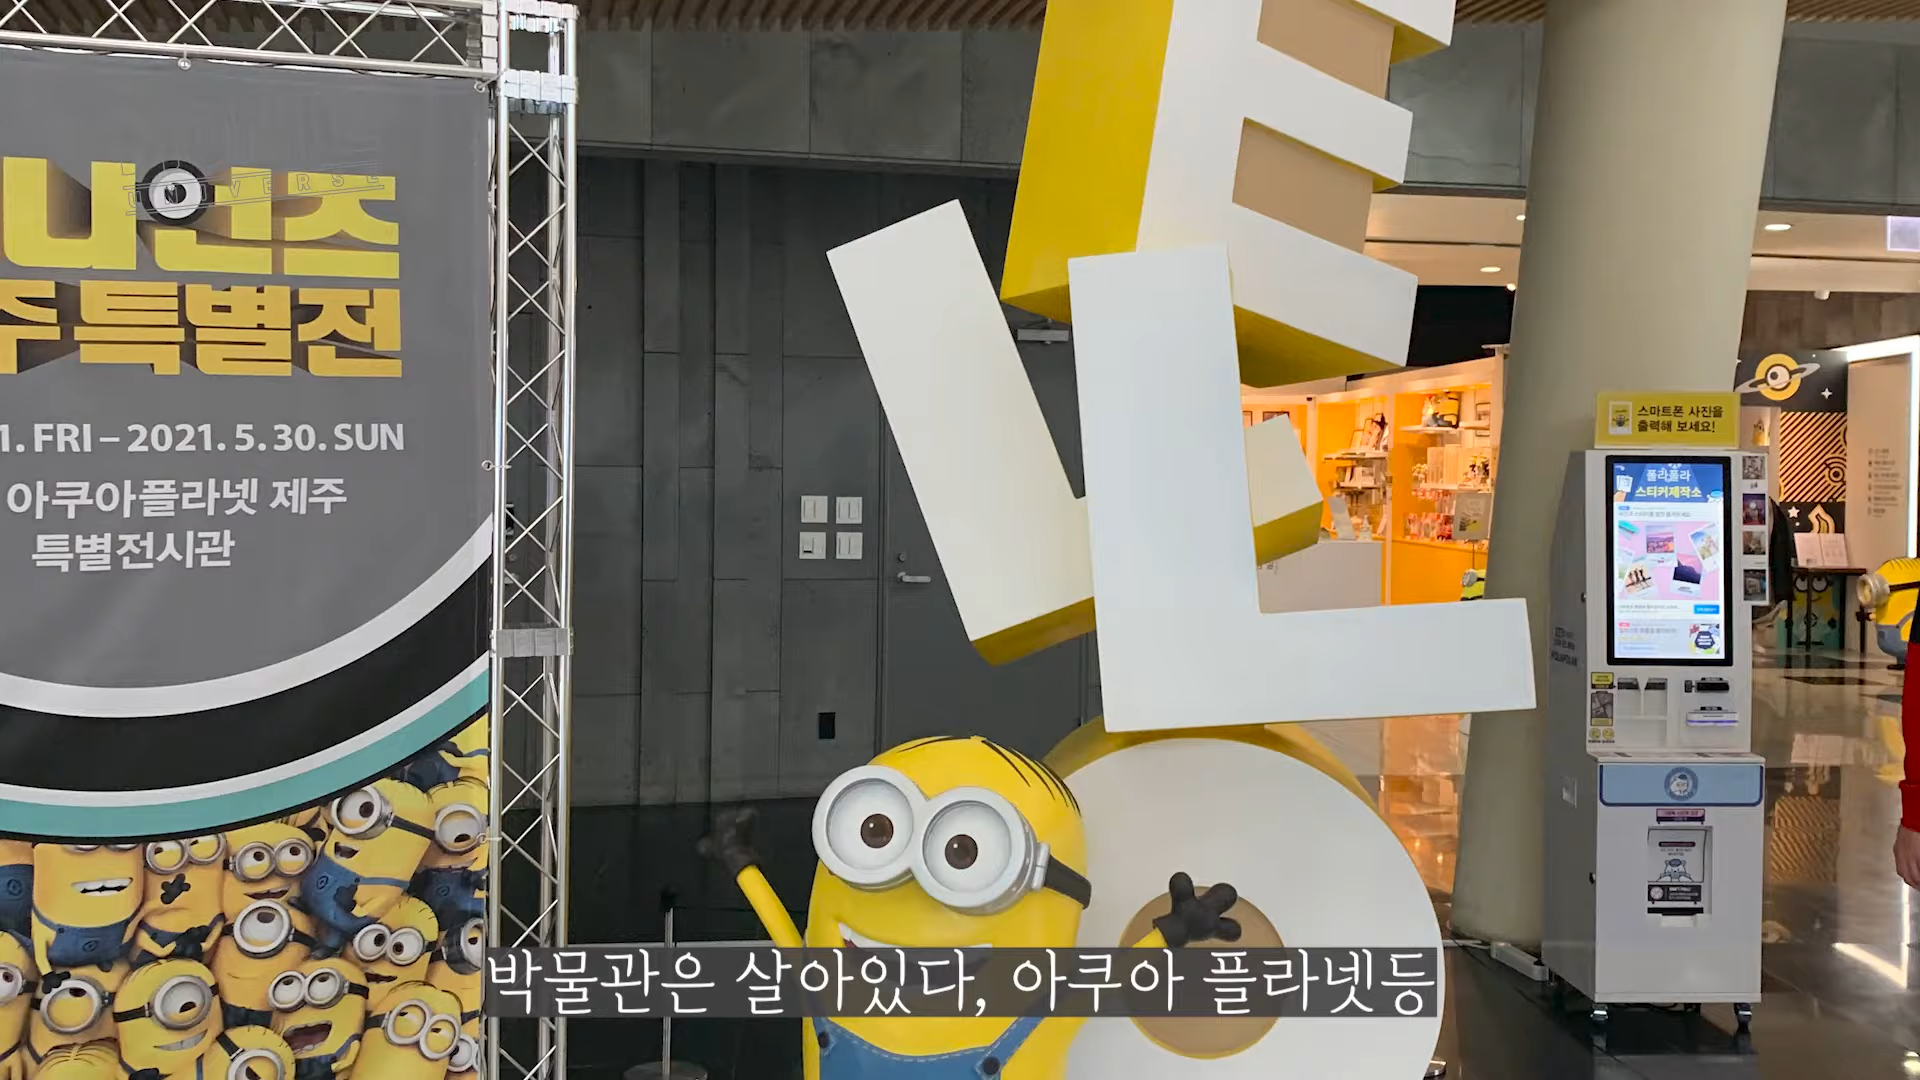 니언즈
UNIVERSE
주 특별전
1. FRI – 2021. 5. 30. SUN
아쿠아플라넷 제주
특별전시관
E
L
L
O
스마트폰 사진을
출력해 보세요!
폴라폴라
스티커제작소
박물관은 살아있다, 아쿠아 플라넷등